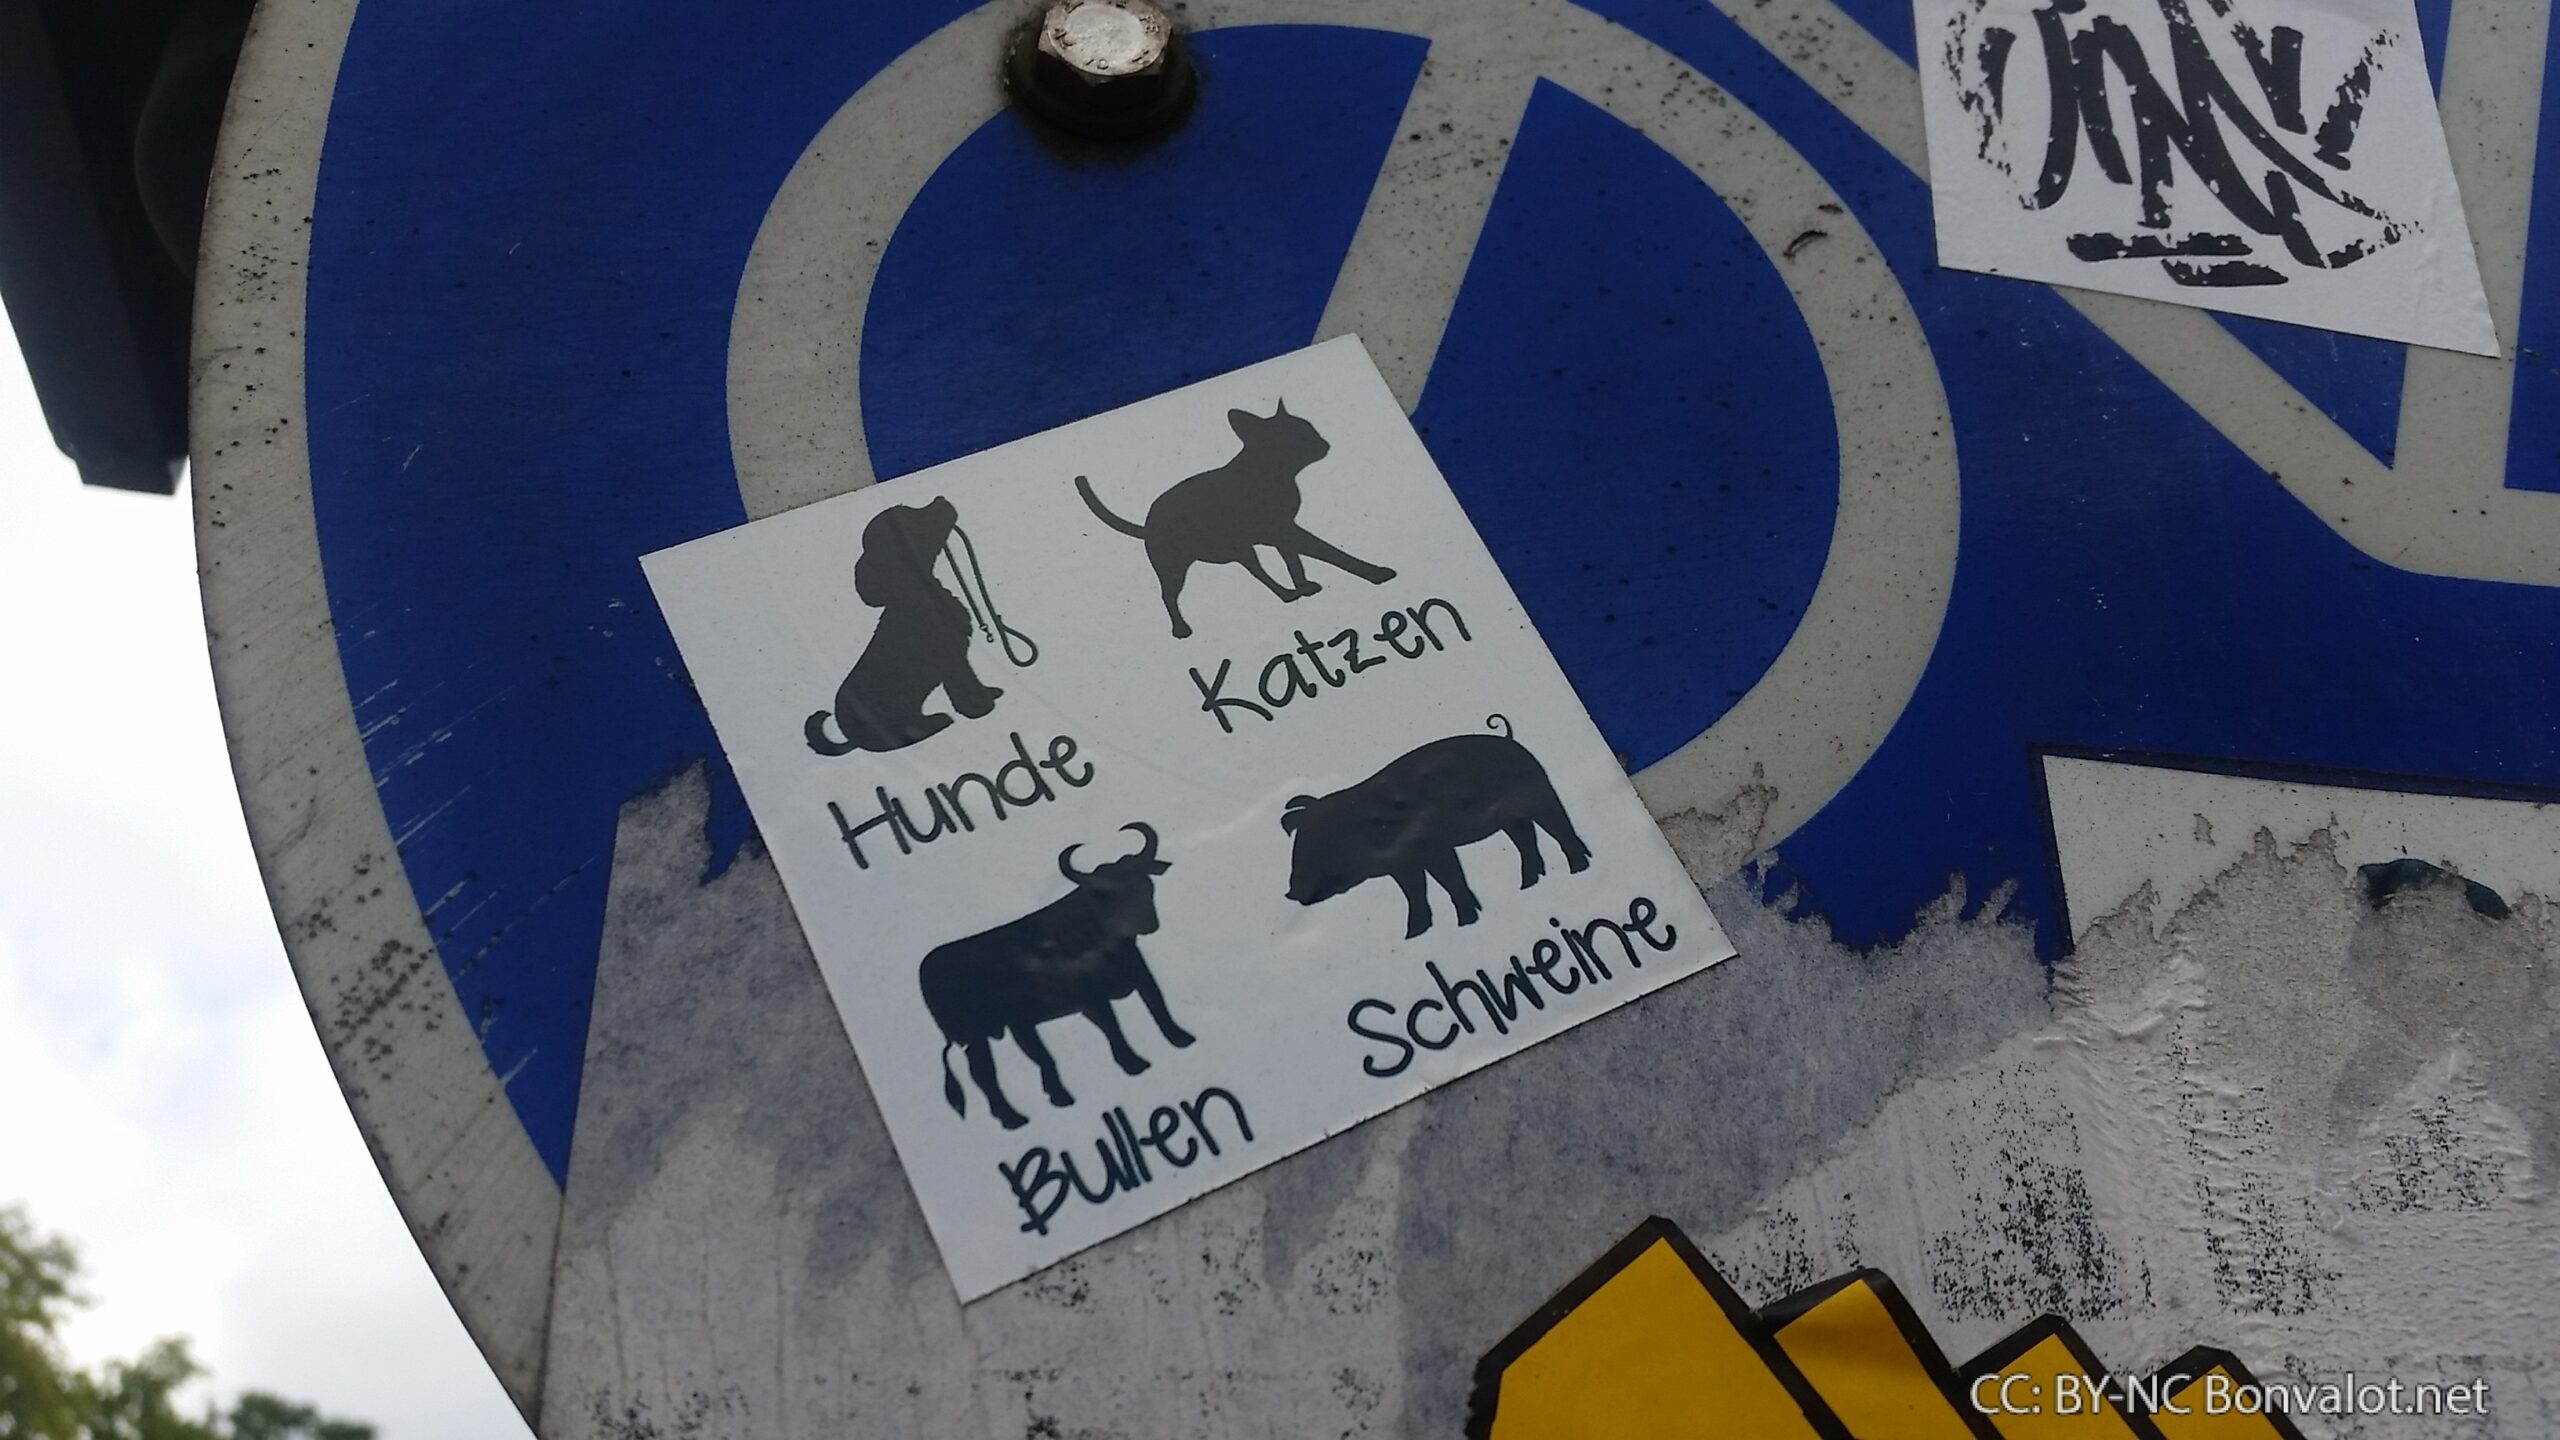 Hunde
Katzen
Bullen
Schweine
CC: BY-NC Bonvalot.net